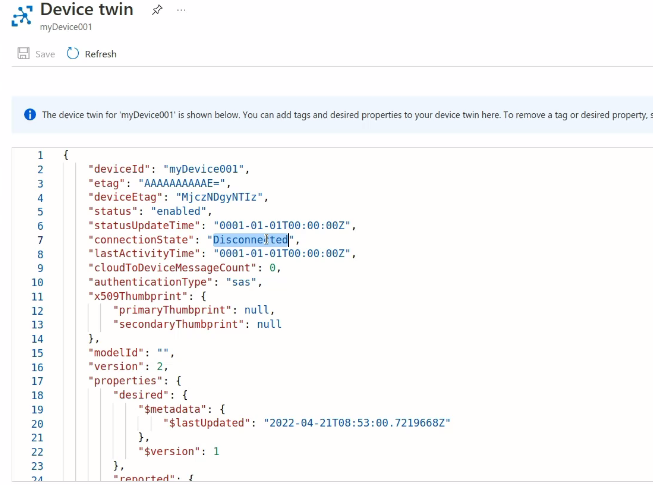 Device twin
myDevice001
Save Refresh
The device twin for 'myDevice001' is shown below. You can add tags and desired properties to your device twin here. To remove a tag or desired property, s
1 {
2 "deviceId": "myDevice001",
3 "etag": "AAAAAAAAAAE=",
4 "deviceEtag": "MjczNDgyNTIz",
5 "status": "enabled",
6 "statusUpdateTime": "0001-01-01T00:00:00Z",
7 "connectionState": "Disconnected",
8 "lastActivityTime": "0001-01-01T00:00:00Z",
9 "cloudToDeviceMessageCount": 0,
10 "authenticationType": "sas",
11 "x509Thumbprint": {
12 "primaryThumbprint": null,
13 "secondaryThumbprint": null
14 },
15 "modelId": "",
16 "version": 2,
17 "properties": {
18 "desired": {
19 "$metadata": {
20 "$lastUpdated": "2022-04-21T08:53:00.7219668Z"
21 },
22 "$version": 1
23 },
24 "reported": {